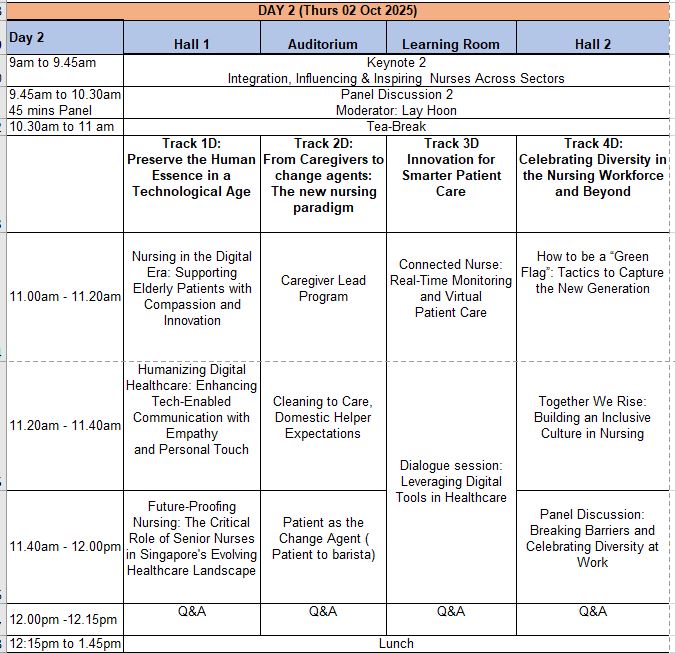 DAY 2 (Thurs 02 Oct 2025)
Day 2
Hall 1
Auditorium
Learning Room
Hall 2
9am to 9.45am
Keynote 2
Integration, Influencing & Inspiring Nurses Across Sectors
9.45am to 10.30am
45 mins Panel
Panel Discussion 2
Moderator: Lay Hoon
10.30am to 11 am
Tea-Break
Track 1D:
Preserve the Human
Essence in a
Technological Age
Track 2D:
From Caregivers to
change agents:
The new nursing
paradigm
Track 3D
Innovation for
Smarter Patient
Care
Track 4D:
Celebrating Diversity in
the Nursing Workforce
and Beyond
11.00am - 11.20am
Nursing in the Digital
Era: Supporting
Elderly Patients with
Compassion and
Innovation
Caregiver Lead
Program
Connected Nurse:
Real-Time Monitoring
and Virtual
Patient Care
How to be a “Green
Flag”: Tactics to Capture
the New Generation
11.20am - 11.40am
Humanizing Digital
Healthcare: Enhancing
Tech-Enabled
Communication with
Empathy
and Personal Touch
Cleaning to Care,
Domestic Helper
Expectations
Dialogue session:
Leveraging Digital
Tools in Healthcare
Together We Rise:
Building an Inclusive
Culture in Nursing
11.40am - 12.00pm
Future-Proofing
Nursing: The Critical
Role of Senior Nurses
in Singapore's Evolving
Healthcare Landscape
Patient as the
Change Agent (
Patient to barista)
Panel Discussion:
Breaking Barriers and
Celebrating Diversity at
Work
12.00pm -12.15pm
Q&A
Q&A
Q&A
Q&A
12:15pm to 1.45pm
Lunch